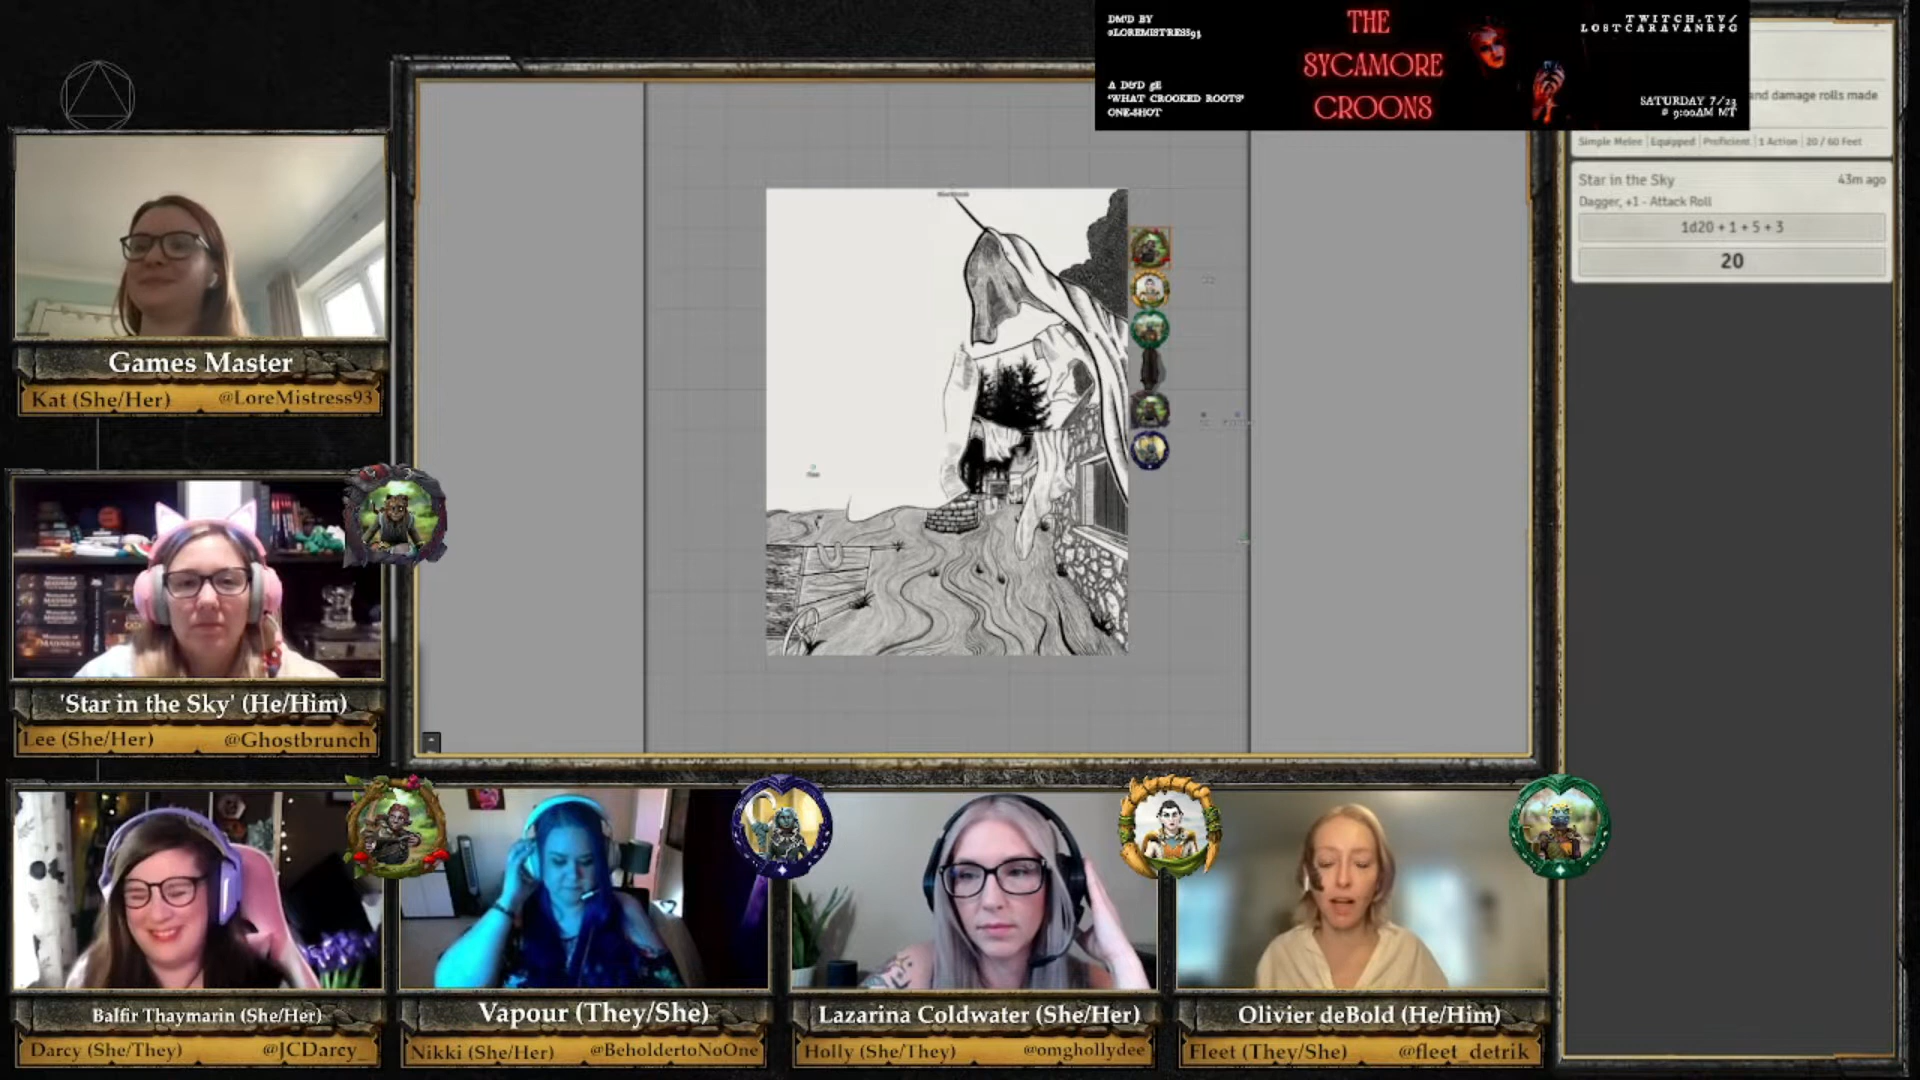 DM'D BY
@LOREMISTRESS93
A D&D 5E
'WHAT CROOKED ROOTS'
ONE-SHOT
THE
SYCAMORE
CROONS
TWITCH.TV/
LOSTCARAVANRPG
SATURDAY 7/23
@ 9:00AM MT
and damage rolls made
Simple Melee | Equipped | Proficient | 1 Action | 20 / 60 Feet
Star in the Sky 43m ago
Dagger, +1 - Attack Roll
1d20 + 1 + 5 + 3
20
Games Master
Kat (She/Her) @LoreMistress93
'Star in the Sky' (He/Him)
Lee (She/Her) @Ghostbrunch
Balfir Thaymarin (She/Her)
Darcy (She/They) @JCDarcy_
Vapour (They/She)
Nikki (She/Her) @BeholdertoNoOne
Lazarina Coldwater (She/Her)
Holly (She/They) @omghollydee
Olivier deBold (He/Him)
Fleet (They/She) @fleet_detrik